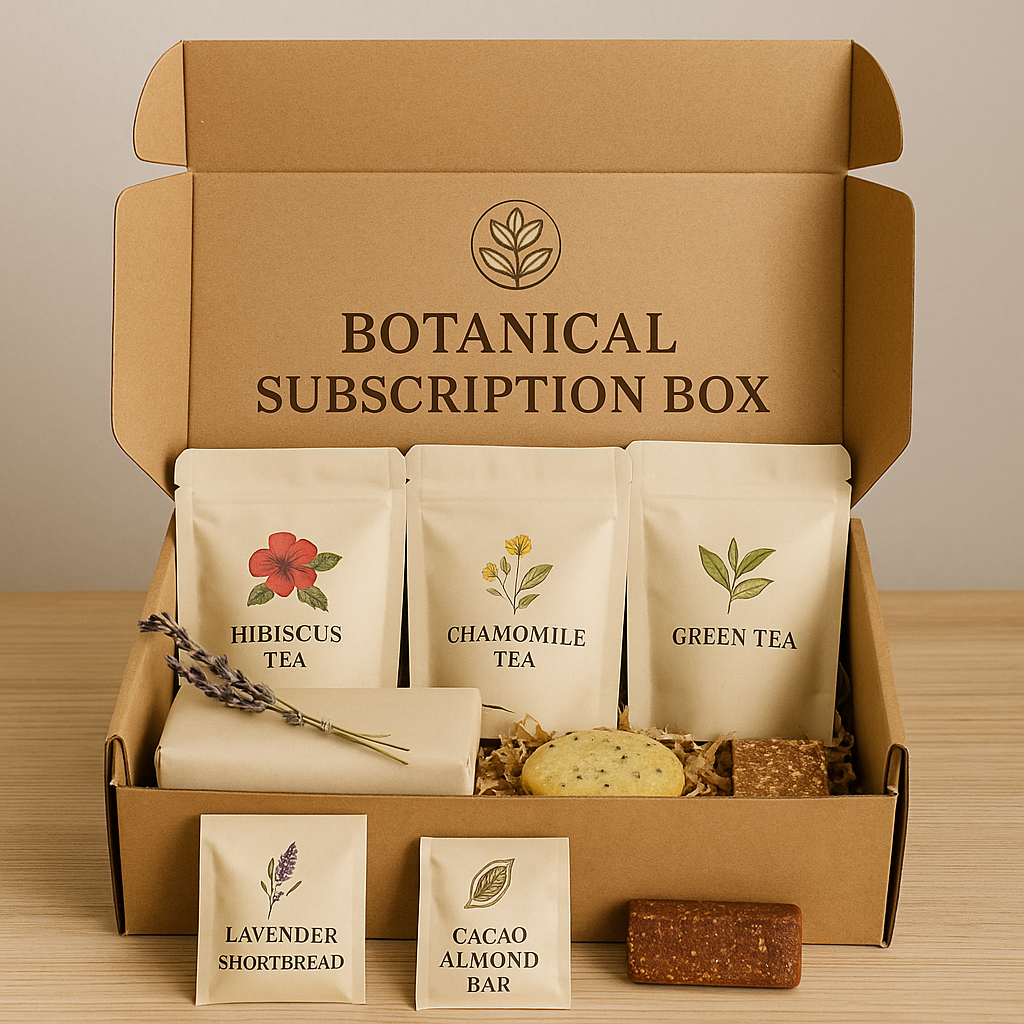 BOTANICAL
SUBSCRIPTION BOX
HIBISCUS
TEA
CHAMOMILE
TEA
GREEN TEA
LAVENDER
SHORTBREAD
CACAO
ALMOND
BAR